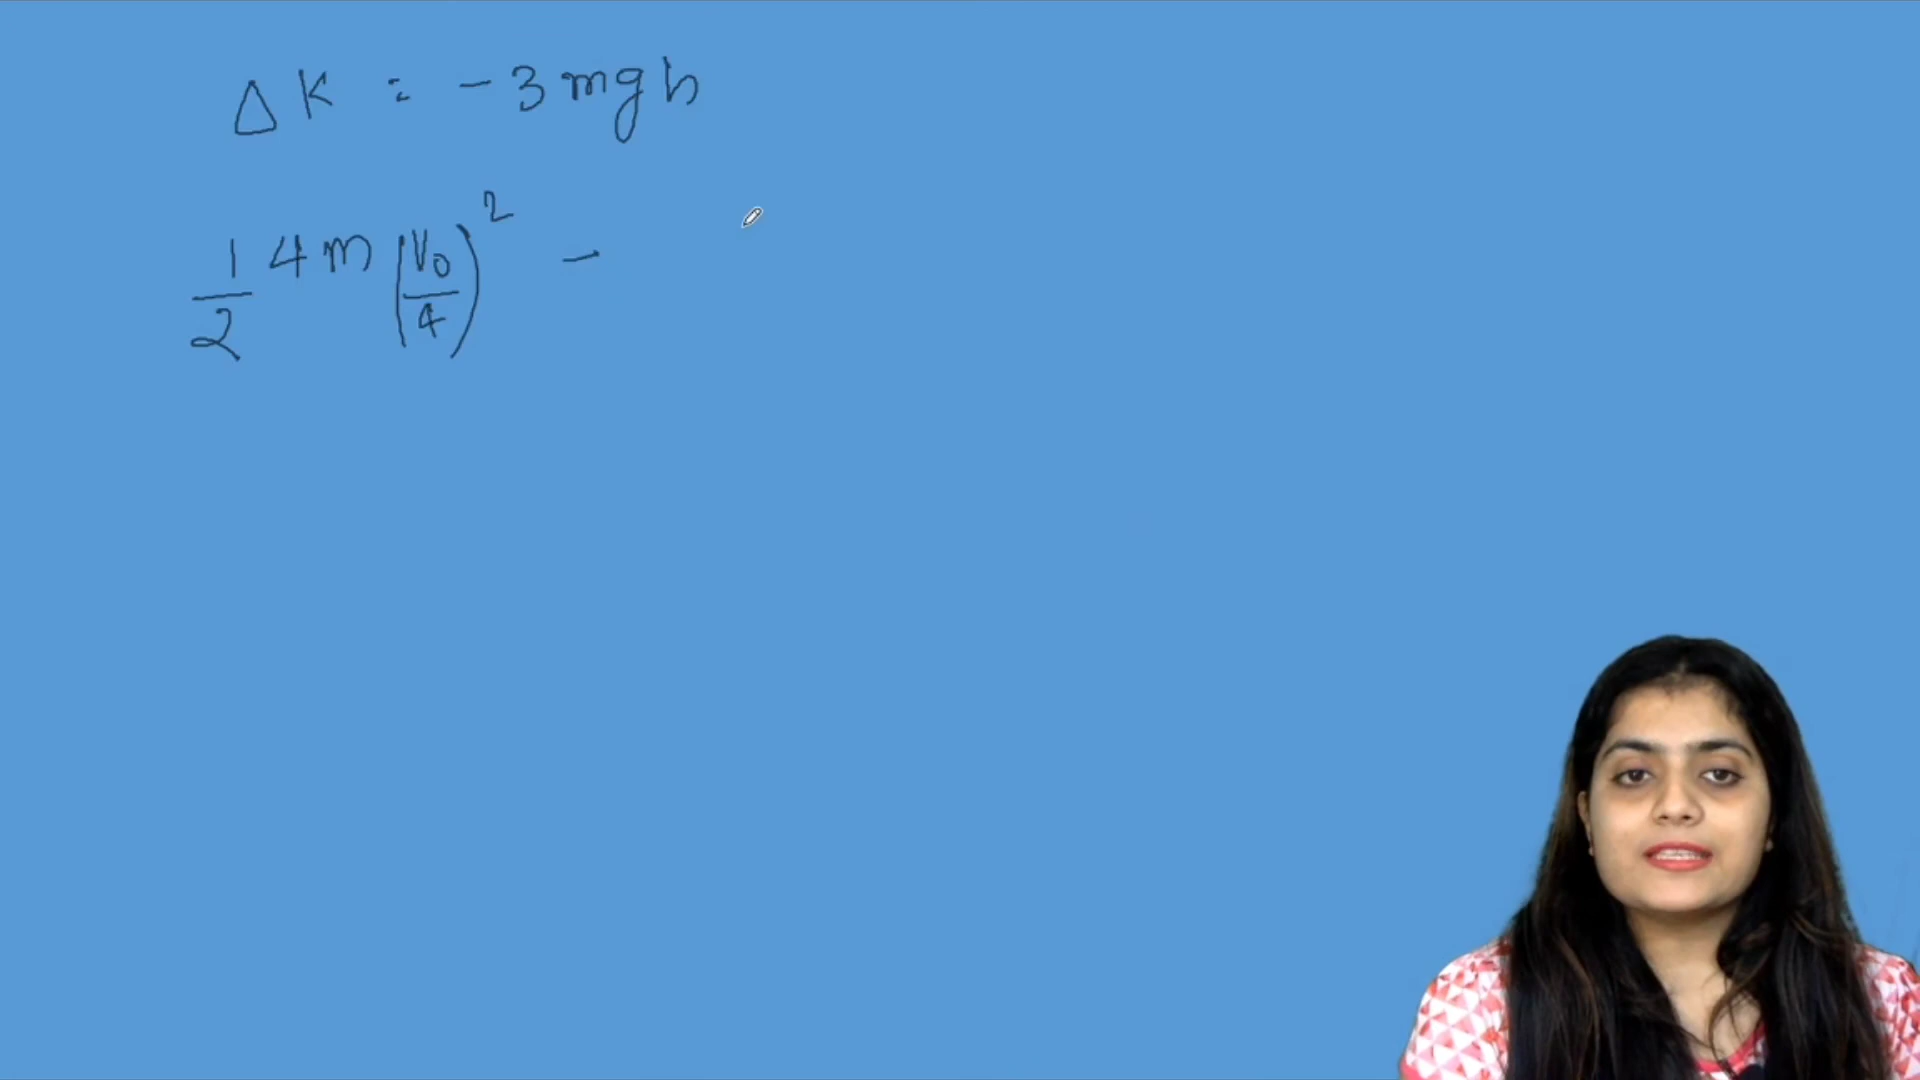 ΔK = -3mgh
1/2 4m (V₀/4)² -